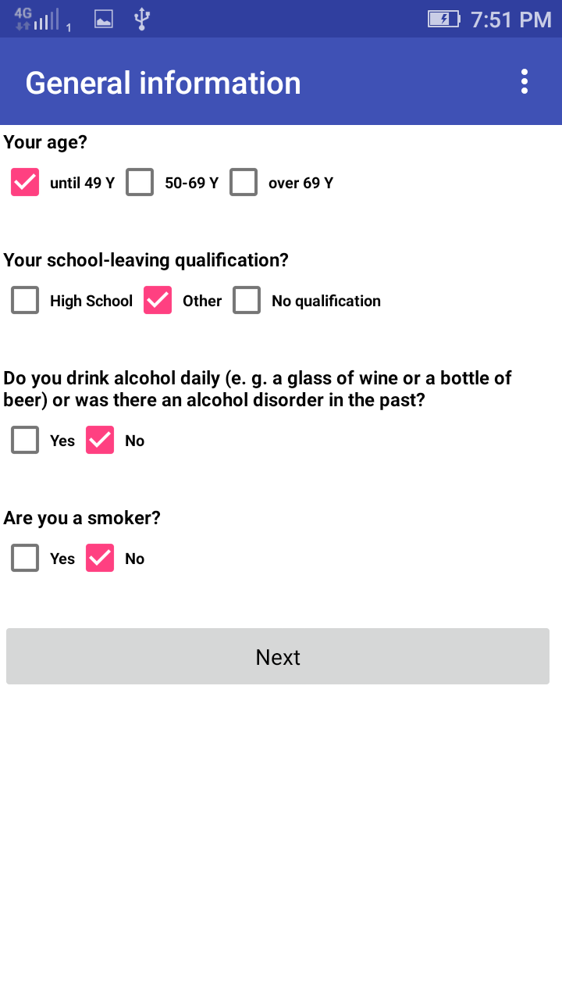 4G 1 7:51 PM
General information
Your age?
until 49 Y 50-69 Y over 69 Y
Your school-leaving qualification?
High School Other No qualification
Do you drink alcohol daily (e. g. a glass of wine or a bottle of
beer) or was there an alcohol disorder in the past?
Yes No
Are you a smoker?
Yes No
Next